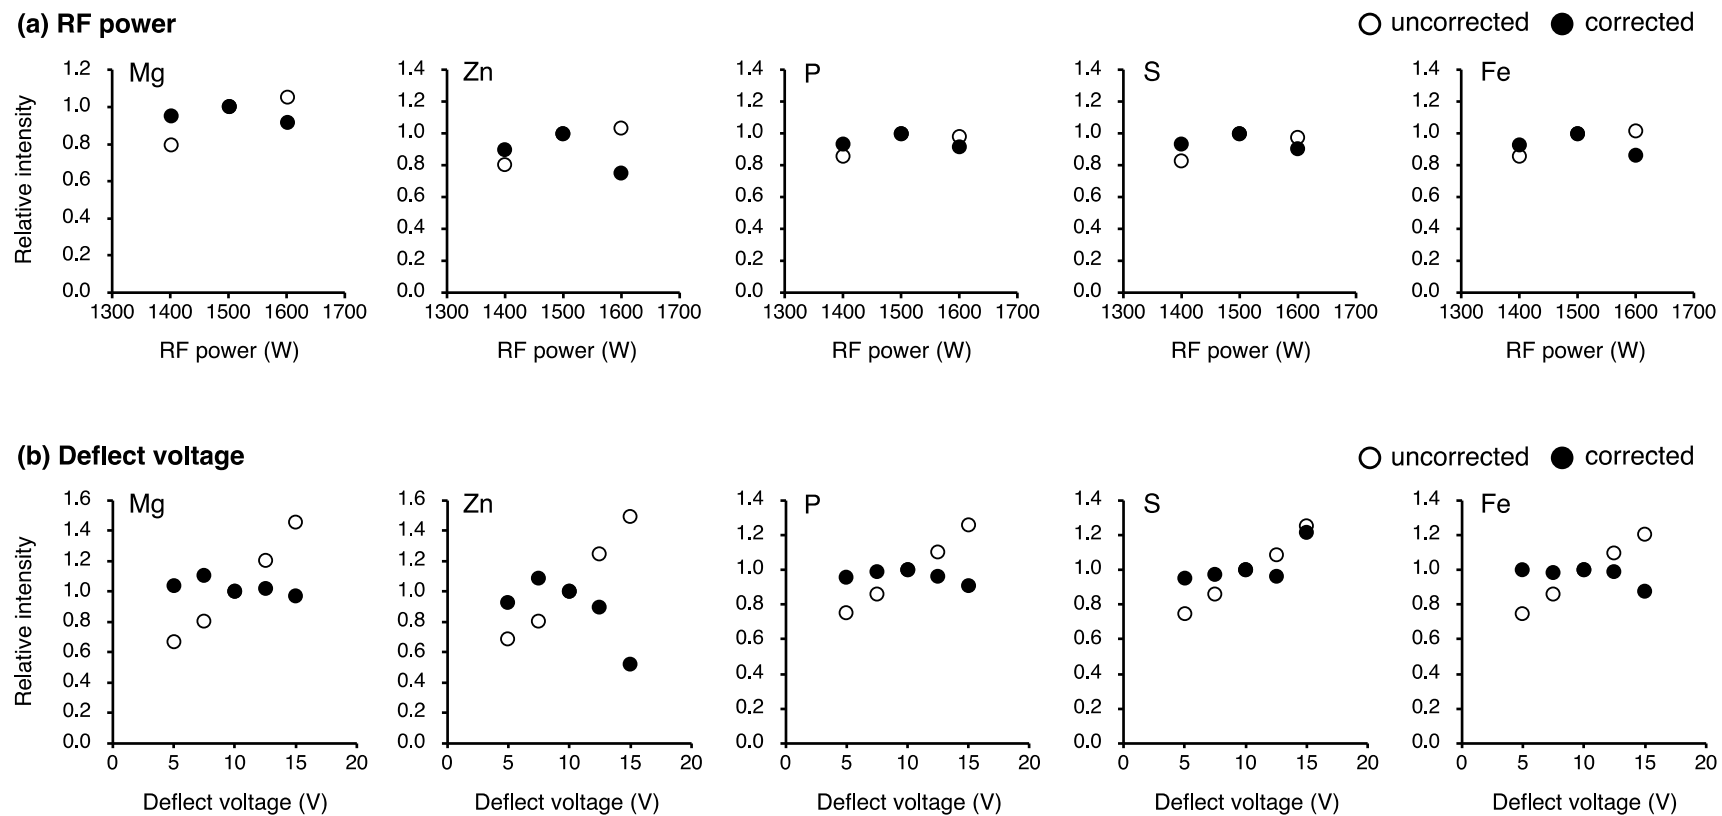 (a) RF power
uncorrected corrected
Relative intensity
Mg
1.2
1.0
0.8
0.6
0.4
0.2
0.0
1300 1400 1500 1600 1700
RF power (W)
Zn
1.4
1.2
1.0
0.8
0.6
0.4
0.2
0.0
1300 1400 1500 1600 1700
RF power (W)
P
1.4
1.2
1.0
0.8
0.6
0.4
0.2
0.0
1300 1400 1500 1600 1700
RF power (W)
S
1.4
1.2
1.0
0.8
0.6
0.4
0.2
0.0
1300 1400 1500 1600 1700
RF power (W)
Fe
1.4
1.2
1.0
0.8
0.6
0.4
0.2
0.0
1300 1400 1500 1600 1700
RF power (W)
(b) Deflect voltage
uncorrected corrected
Relative intensity
Mg
1.6
1.4
1.2
1.0
0.8
0.6
0.4
0.2
0.0
0 5 10 15 20
Deflect voltage (V)
Zn
1.6
1.4
1.2
1.0
0.8
0.6
0.4
0.2
0.0
0 5 10 15 20
Deflect voltage (V)
P
1.4
1.2
1.0
0.8
0.6
0.4
0.2
0.0
0 5 10 15 20
Deflect voltage (V)
S
1.4
1.2
1.0
0.8
0.6
0.4
0.2
0.0
0 5 10 15 20
Deflect voltage (V)
Fe
1.4
1.2
1.0
0.8
0.6
0.4
0.2
0.0
0 5 10 15 20
Deflect voltage (V)